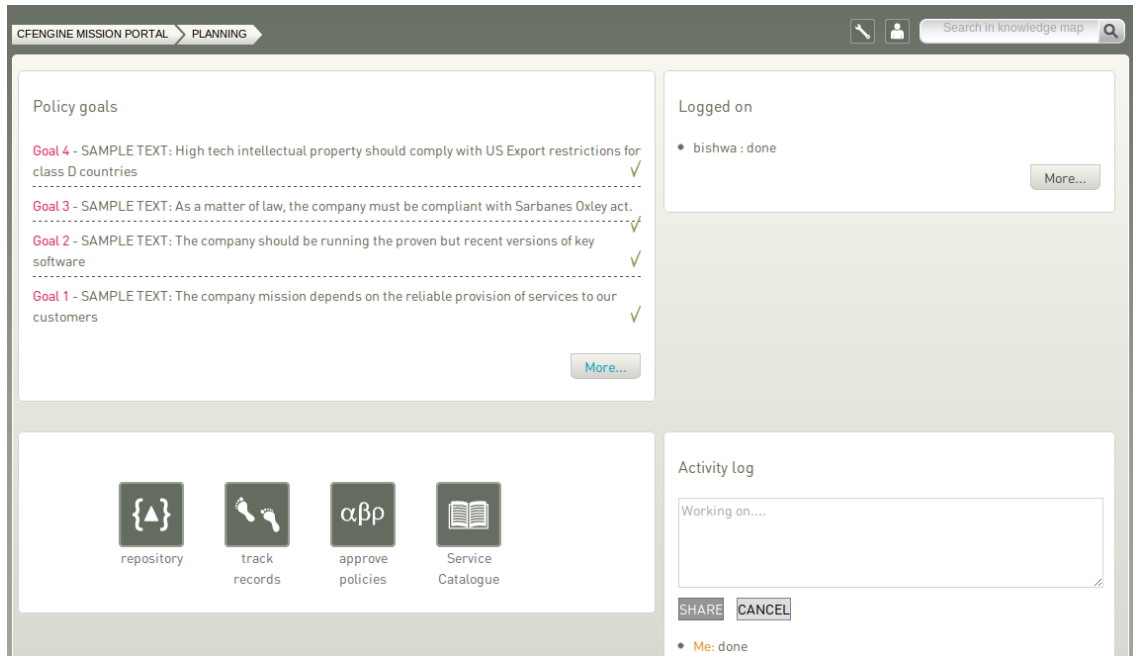 CFENGINE MISSION PORTAL
PLANNING
Search in knowledge map
Policy goals
Goal 4 - SAMPLE TEXT: High tech intellectual property should comply with US Export restrictions for
class D countries
Goal 3 - SAMPLE TEXT: As a matter of law, the company must be compliant with Sarbanes Oxley act.
Goal 2 - SAMPLE TEXT: The company should be running the proven but recent versions of key
software
Goal 1 - SAMPLE TEXT: The company mission depends on the reliable provision of services to our
customers
More...
Logged on
bishwa : done
More...
{▲}
αβρ
repository
track
records
approve
policies
Service
Catalogue
Activity log
Working on....
SHARE
CANCEL
Me: done